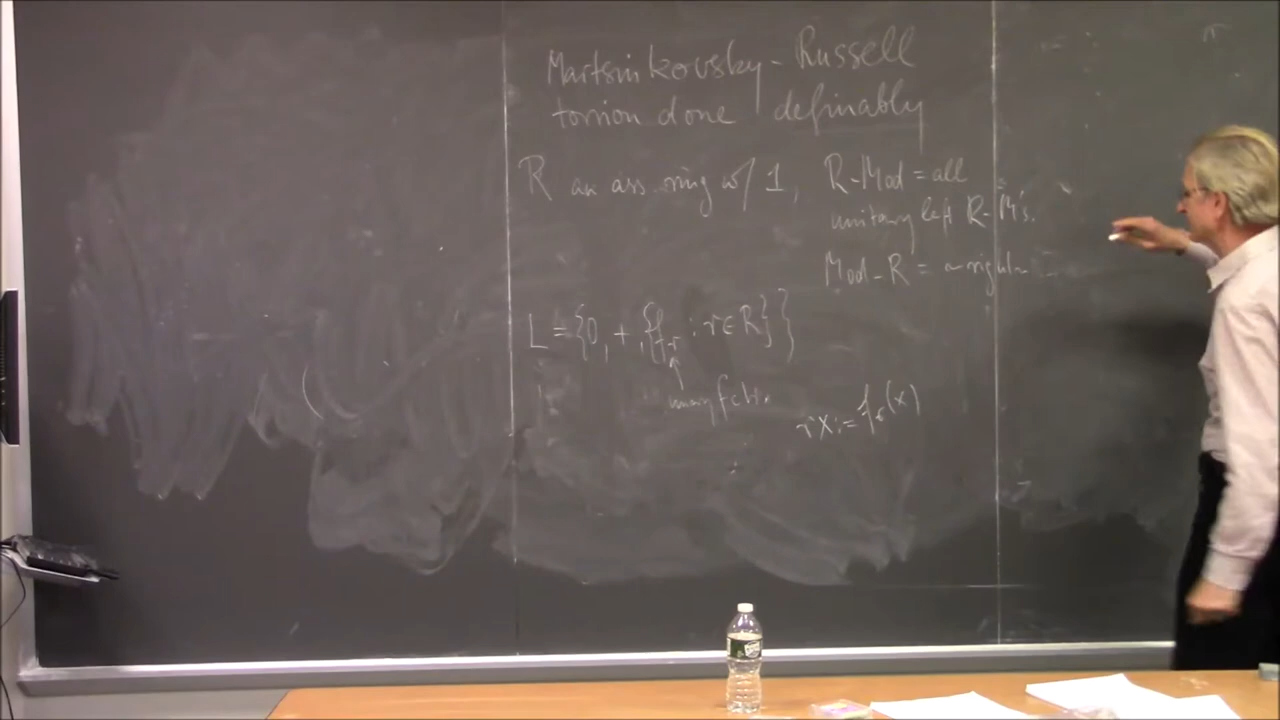 Martsinkovsky - Russell
torsion done definably
R an ass. ring w/ 1, R-Mod = all
unitary left R-M's.
Mod-R = " right "
L = {0, +, {f_r : r ∈ R}}
unary fcts.
rx := f_r(x)